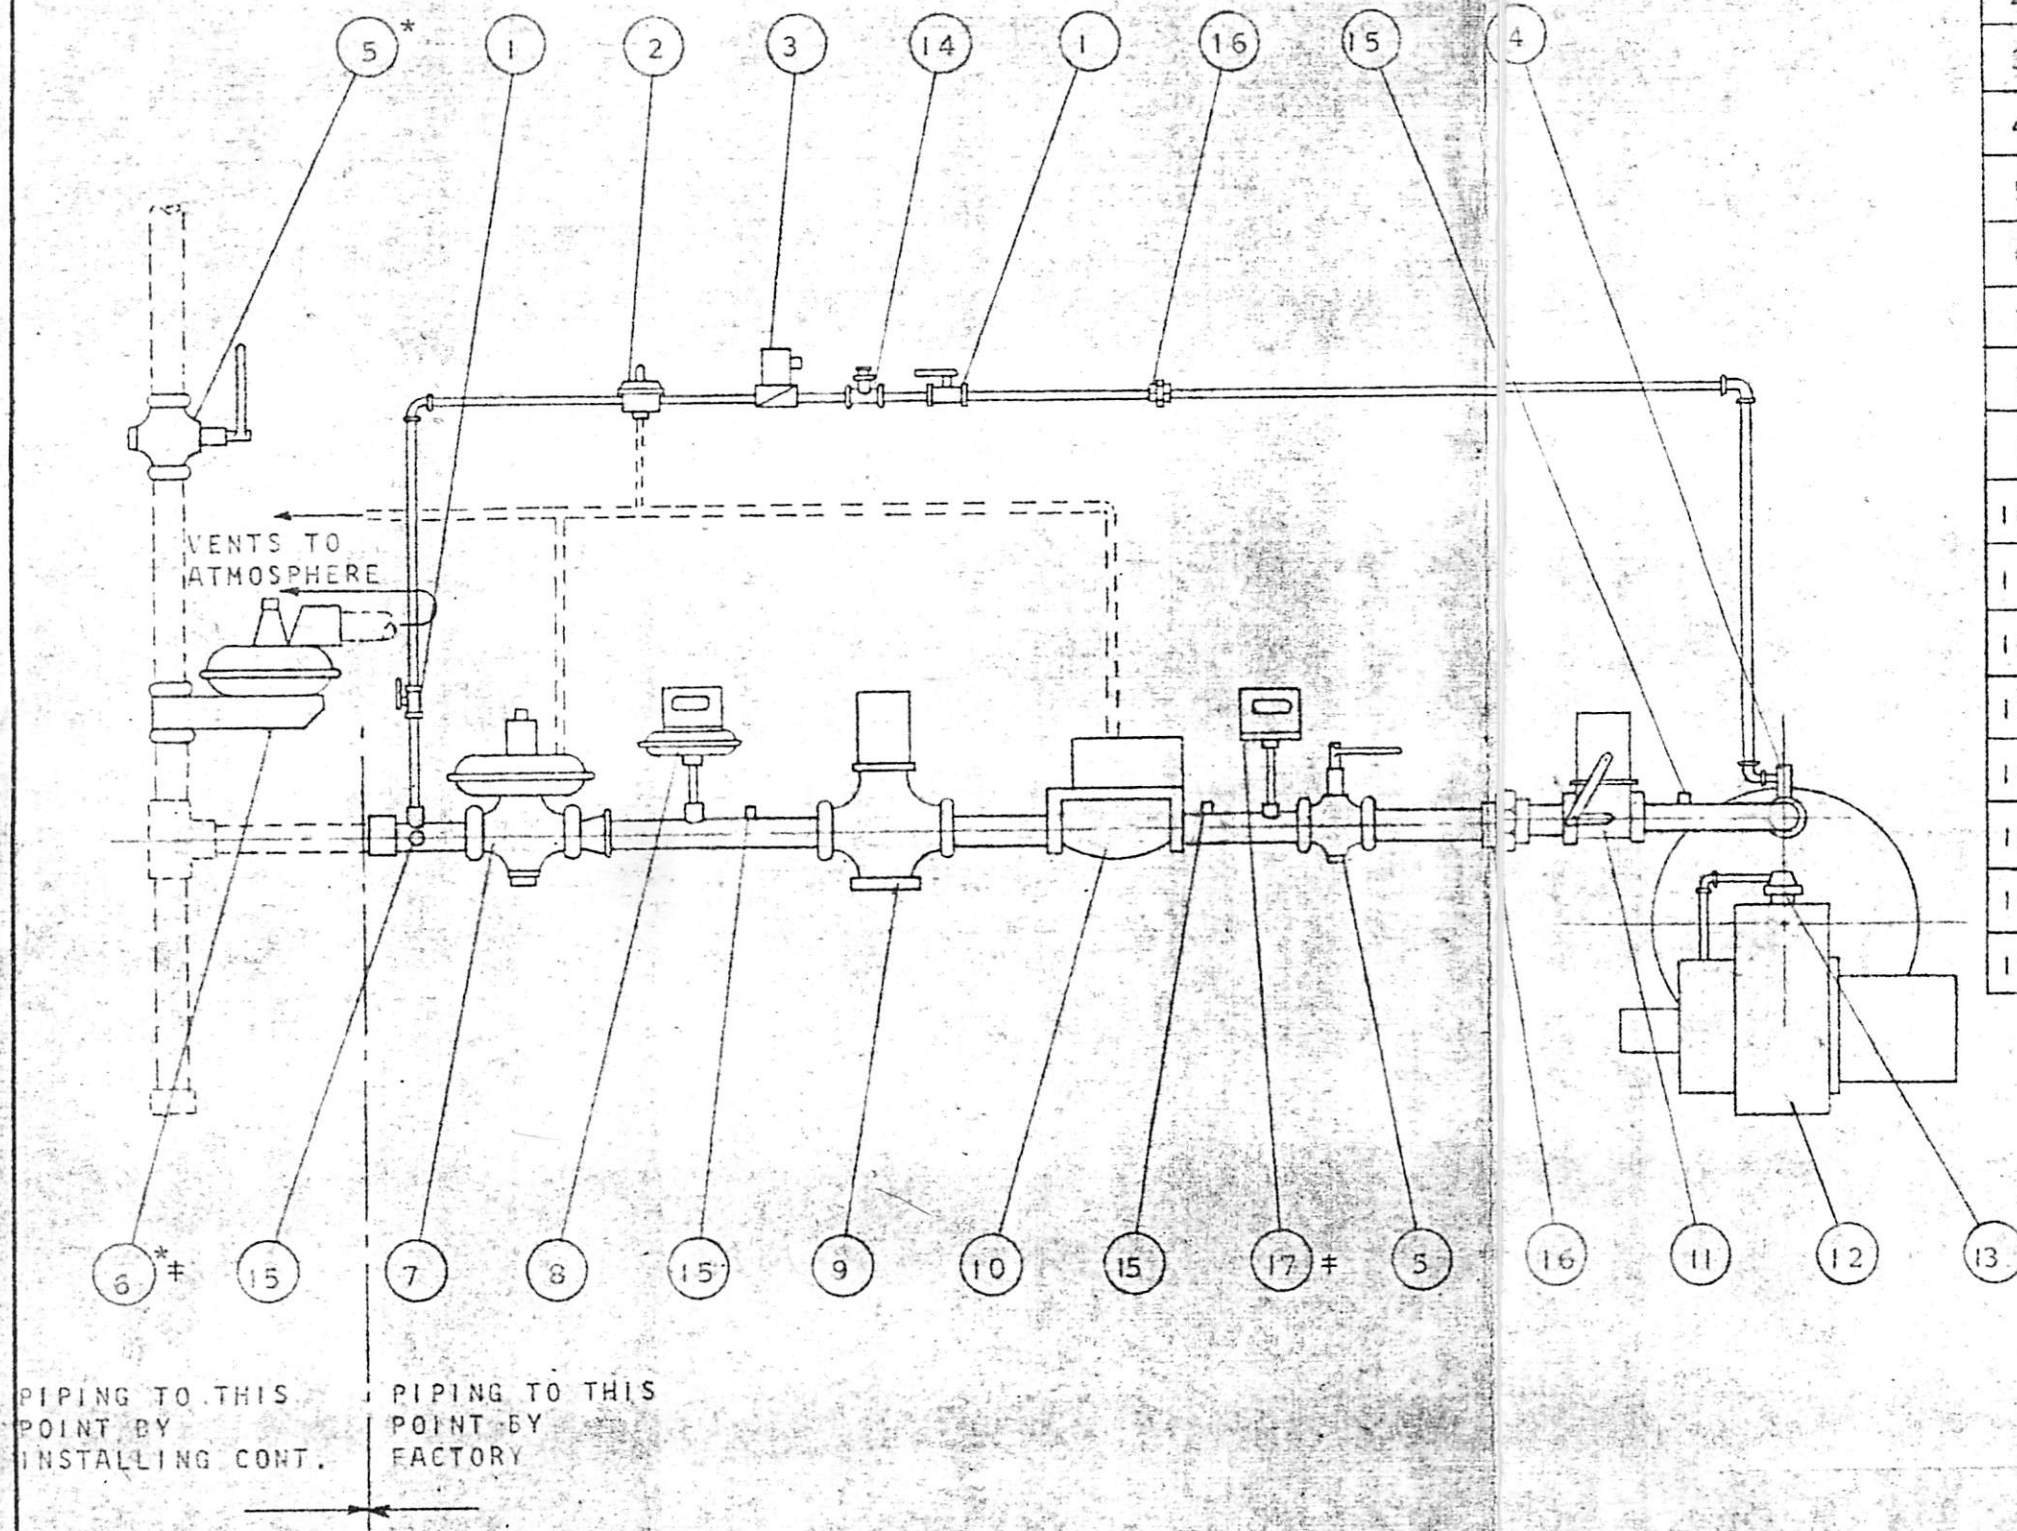 5*
1
2
3
14
1
16
15
4
VENTS TO
ATMOSPHERE
6*‡
15
7
8
15
9
10
15
17‡
5
16
11
12
13
PIPING TO THIS
POINT BY
INSTALLING CONT.
PIPING TO THIS
POINT BY
FACTORY